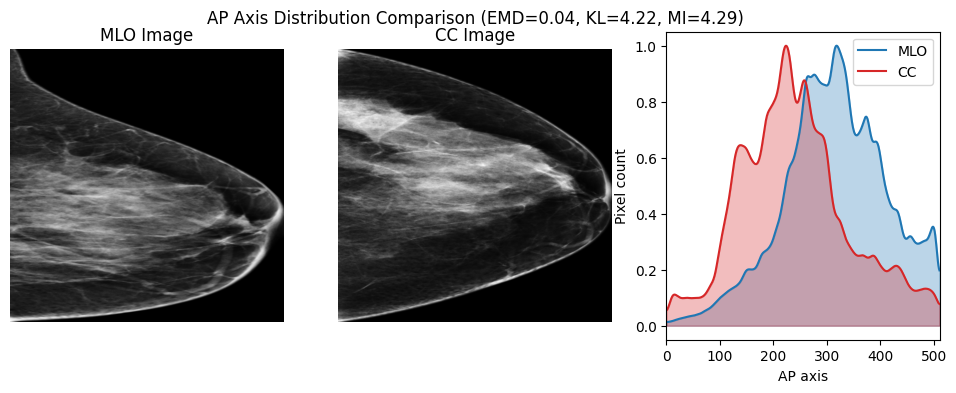 AP Axis Distribution Comparison (EMD=0.04, KL=4.22, MI=4.29)
MLO Image
CC Image
MLO
CC
Pixel count
1.0
0.8
0.6
0.4
0.2
0.0
0 100 200 300 400 500
AP axis